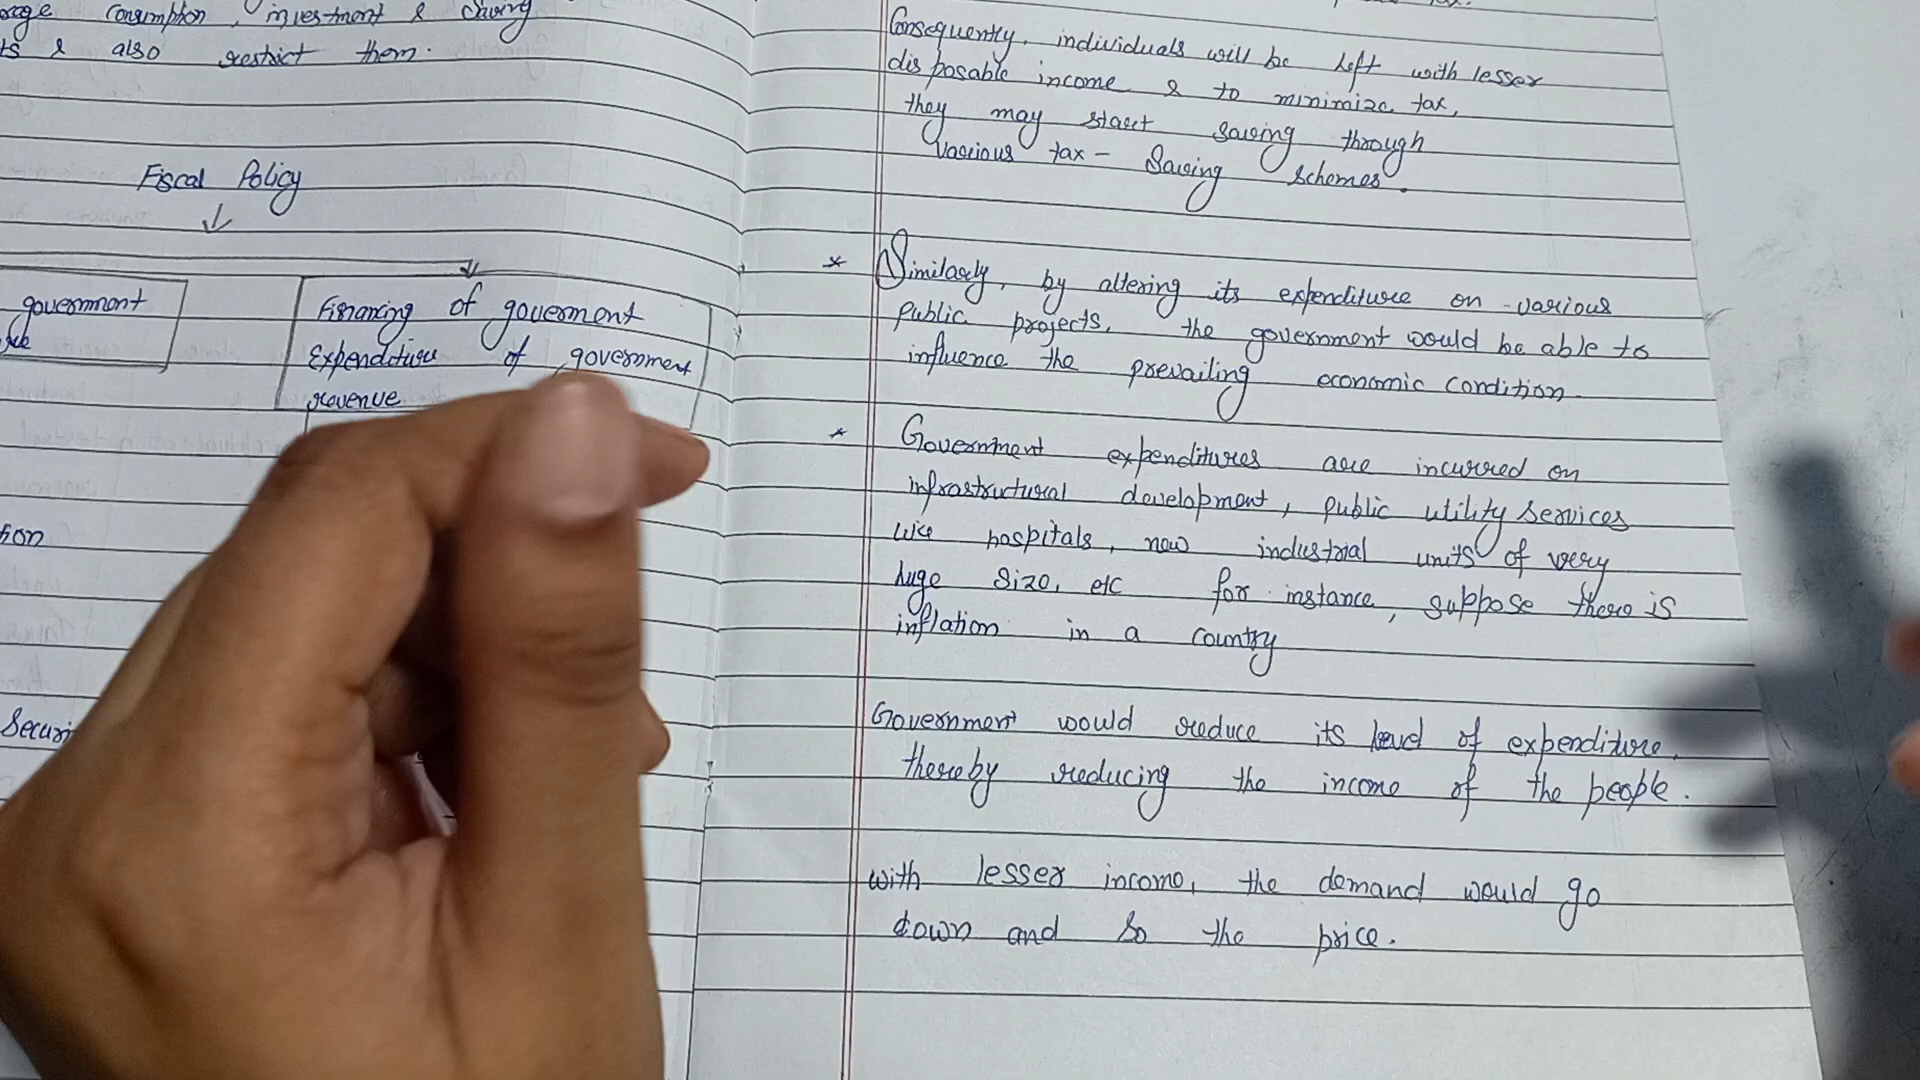 consumption, investment & saving
& also restrict them.
Fiscal Policy
government
Financing of goverment
Expenditure of government
revenue
Consequently, individuals will be left with lesser
disposable income & to minimize tax,
they may start saving through
Various tax - Saving schemes.
* Similarly, by altering its expenditure on various
public projects, the government would be able to
influence the prevailing economic condition.
* Government expenditures are incurred on
infrastructural development, public utility services
like hospitals, new industrial units of very
huge size, etc for instance, suppose there is
inflation in a country
Government would reduce its level of expenditure,
thereby reducing the income of the people.
with lesser income, the demand would go
down and so the price.